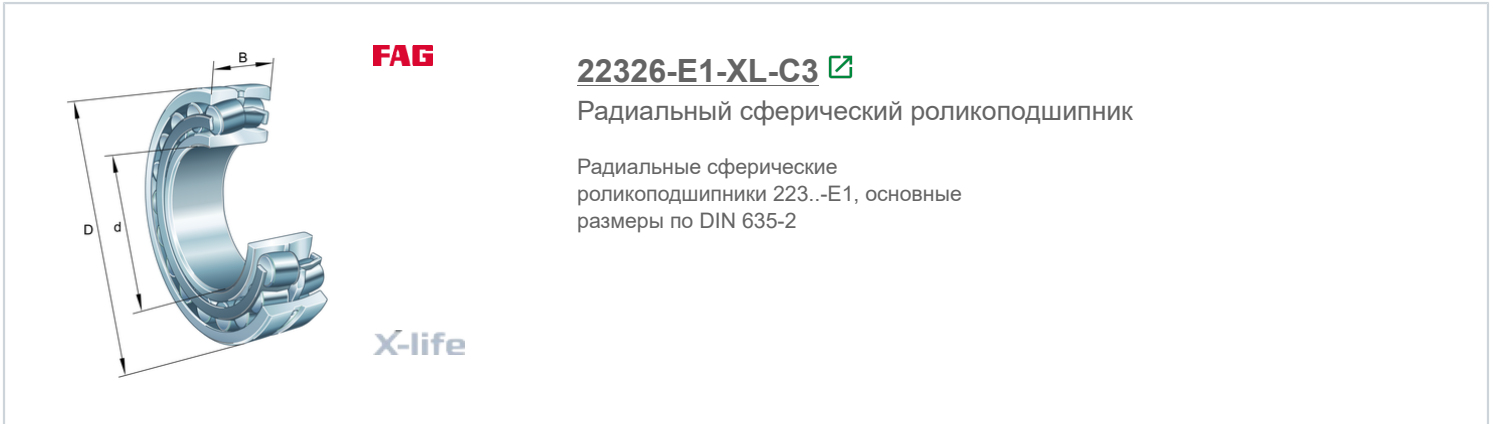 B
D
d
FAG
X-life
22326-E1-XL-C3
Радиальный сферический роликоподшипник
Радиальные сферические
роликоподшипники 223..-E1, основные
размеры по DIN 635-2